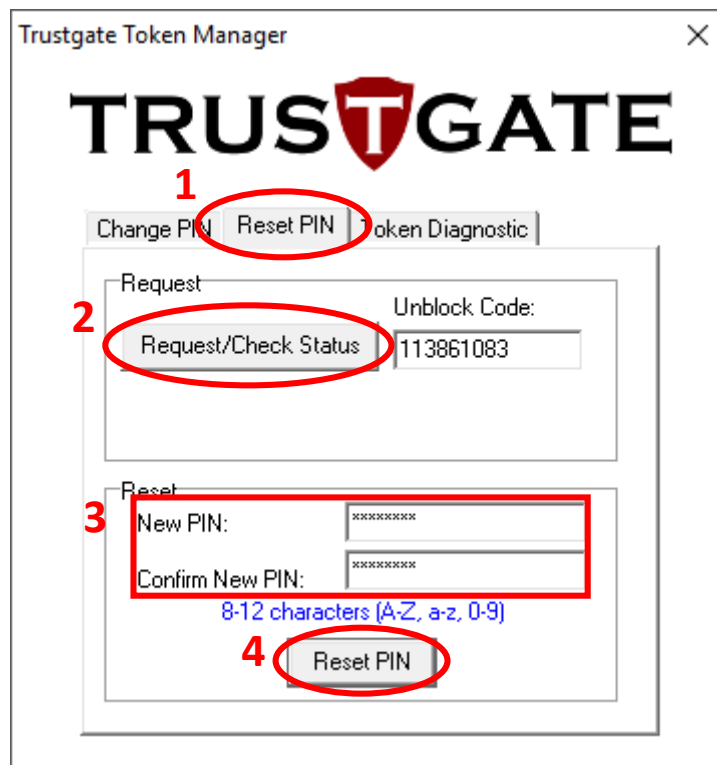 Trustgate Token Manager
TRUSTGATE
1
Change PIN Reset PIN Token Diagnostic
Request
2
Unblock Code:
Request/Check Status 113861083
Reset
3
New PIN: ********
Confirm New PIN: ********
8-12 characters (A-Z, a-z, 0-9)
4 Reset PIN